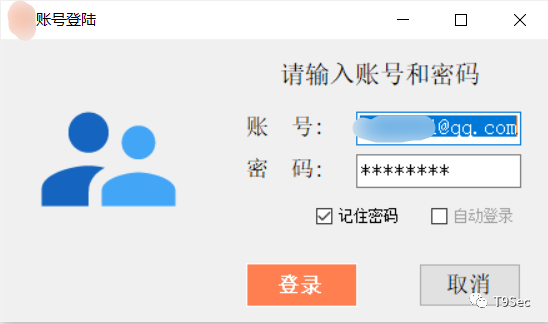 账号登陆
请输入账号和密码
账 号：
1@qq.com
密 码：
********
记住密码 自动登录
登录 取消
T9Sec